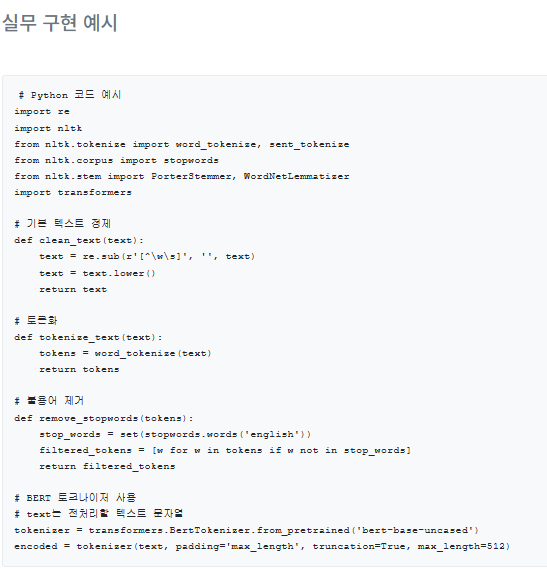 실무 구현 예시
# Python 코드 예시
import re
import nltk
from nltk.tokenize import word_tokenize, sent_tokenize
from nltk.corpus import stopwords
from nltk.stem import PorterStemmer, WordNetLemmatizer
import transformers
# 기본 텍스트 정제
def clean_text(text):
    text = re.sub(r'[^\w\s]', '', text)
    text = text.lower()
    return text
# 토큰화
def tokenize_text(text):
    tokens = word_tokenize(text)
    return tokens
# 불용어 제거
def remove_stopwords(tokens):
    stop_words = set(stopwords.words('english'))
    filtered_tokens = [w for w in tokens if w not in stop_words]
    return filtered_tokens
# BERT 토크나이저 사용
# text는 전처리할 텍스트 문자열
tokenizer = transformers.BertTokenizer.from_pretrained('bert-base-uncased')
encoded = tokenizer(text, padding='max_length', truncation=True, max_length=512)